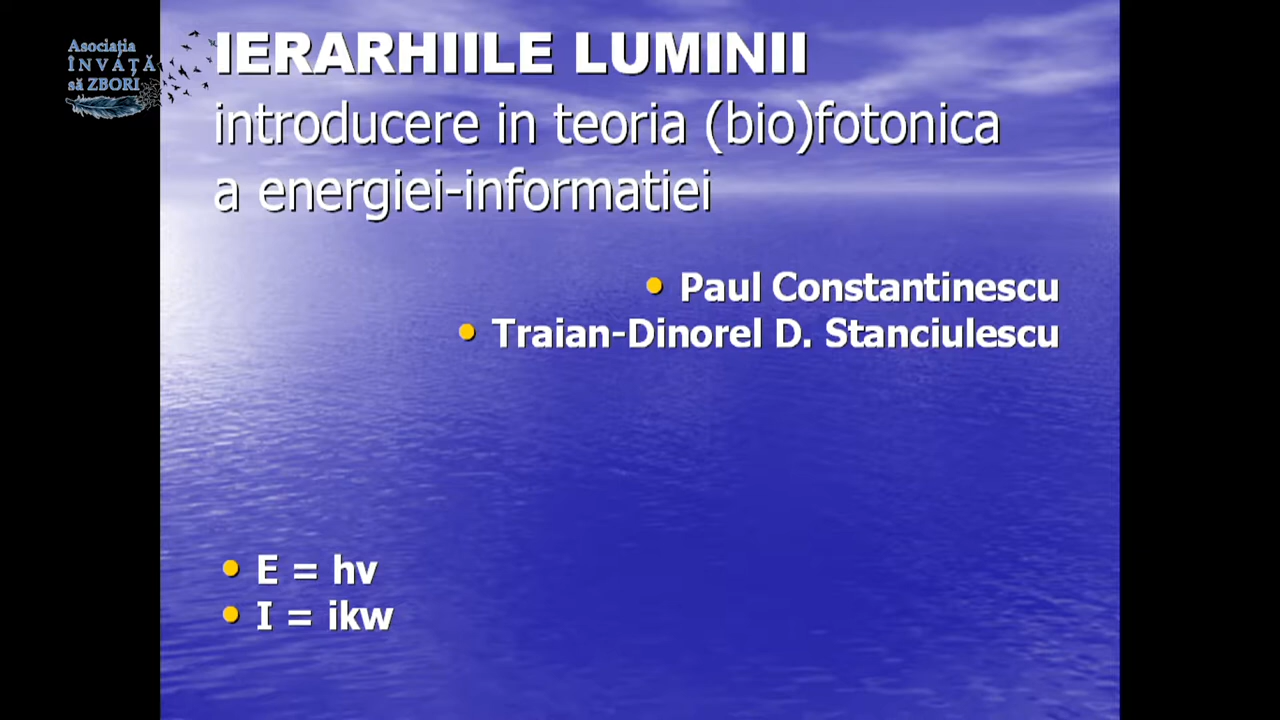 Asociația
ÎNVAȚĂ
să ZBORI
IERARHIILE LUMINII
introducere in teoria (bio)fotonica
a energiei-informatiei
• Paul Constantinescu
• Traian-Dinorel D. Stanciulescu
• E = hv
• I = ikw